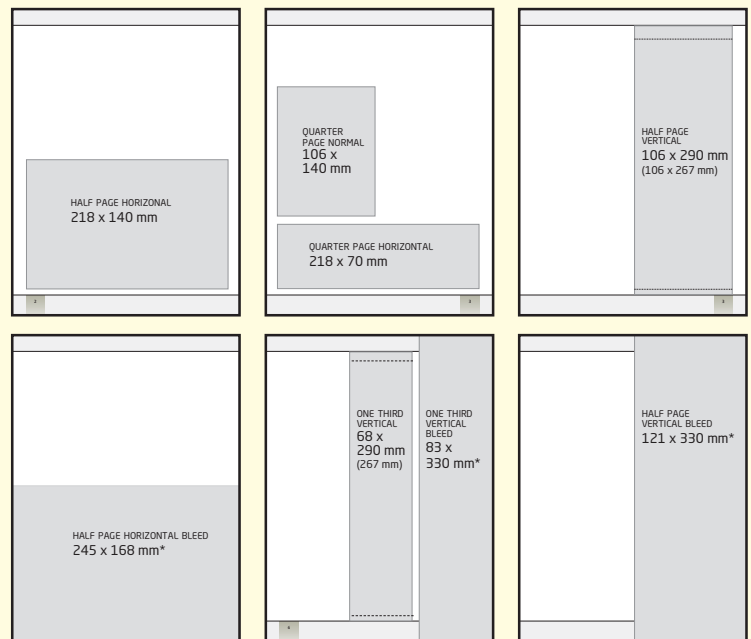 HALF PAGE HORIZONAL
218 x 140 mm
2
QUARTER
PAGE NORMAL
106 x
140 mm
QUARTER PAGE HORIZONTAL
218 x 70 mm
HALF PAGE
VERTICAL
106 x 290 mm
(106 x 267 mm)
HALF PAGE HORIZONTAL BLEED
245 x 168 mm*
ONE THIRD
VERTICAL
68 x
290 mm
(267 mm)
ONE THIRD
VERTICAL
BLEED
83 x
330 mm*
HALF PAGE
VERTICAL BLEED
121 x 330 mm*